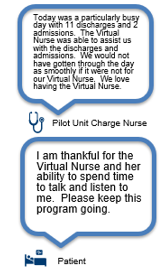 Today was a particularly busy
day with 11 discharges and 2
admissions.  The Virtual
Nurse was able to assist us
with the discharges and
admissions.  We would not
have gotten through the day
as smoothly if it were not for
our Virtual Nurse.  We love
having the Virtual Nurse.
Pilot Unit Charge Nurse
I am thankful for the
Virtual Nurse and her
ability to spend time
to talk and listen to
me.  Please keep this
program going.
Patient